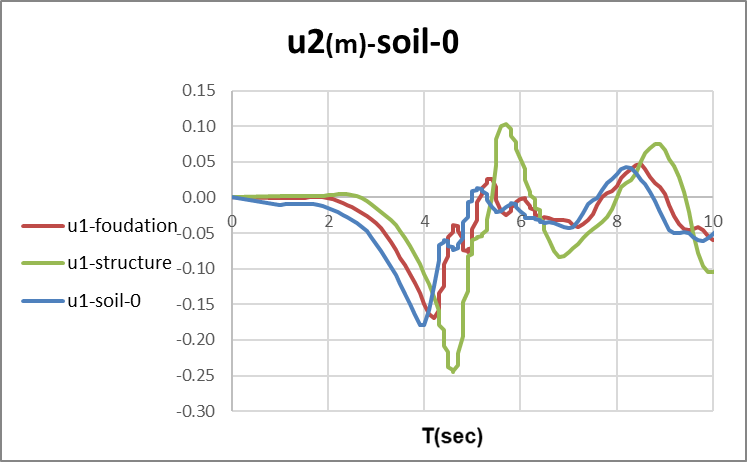 u2(m)-soil-0
0.15
0.10
0.05
0.00
-0.05
-0.10
-0.15
-0.20
-0.25
-0.30
0 2 4 6 8 10
u1-foudation
u1-structure
u1-soil-0
T(sec)